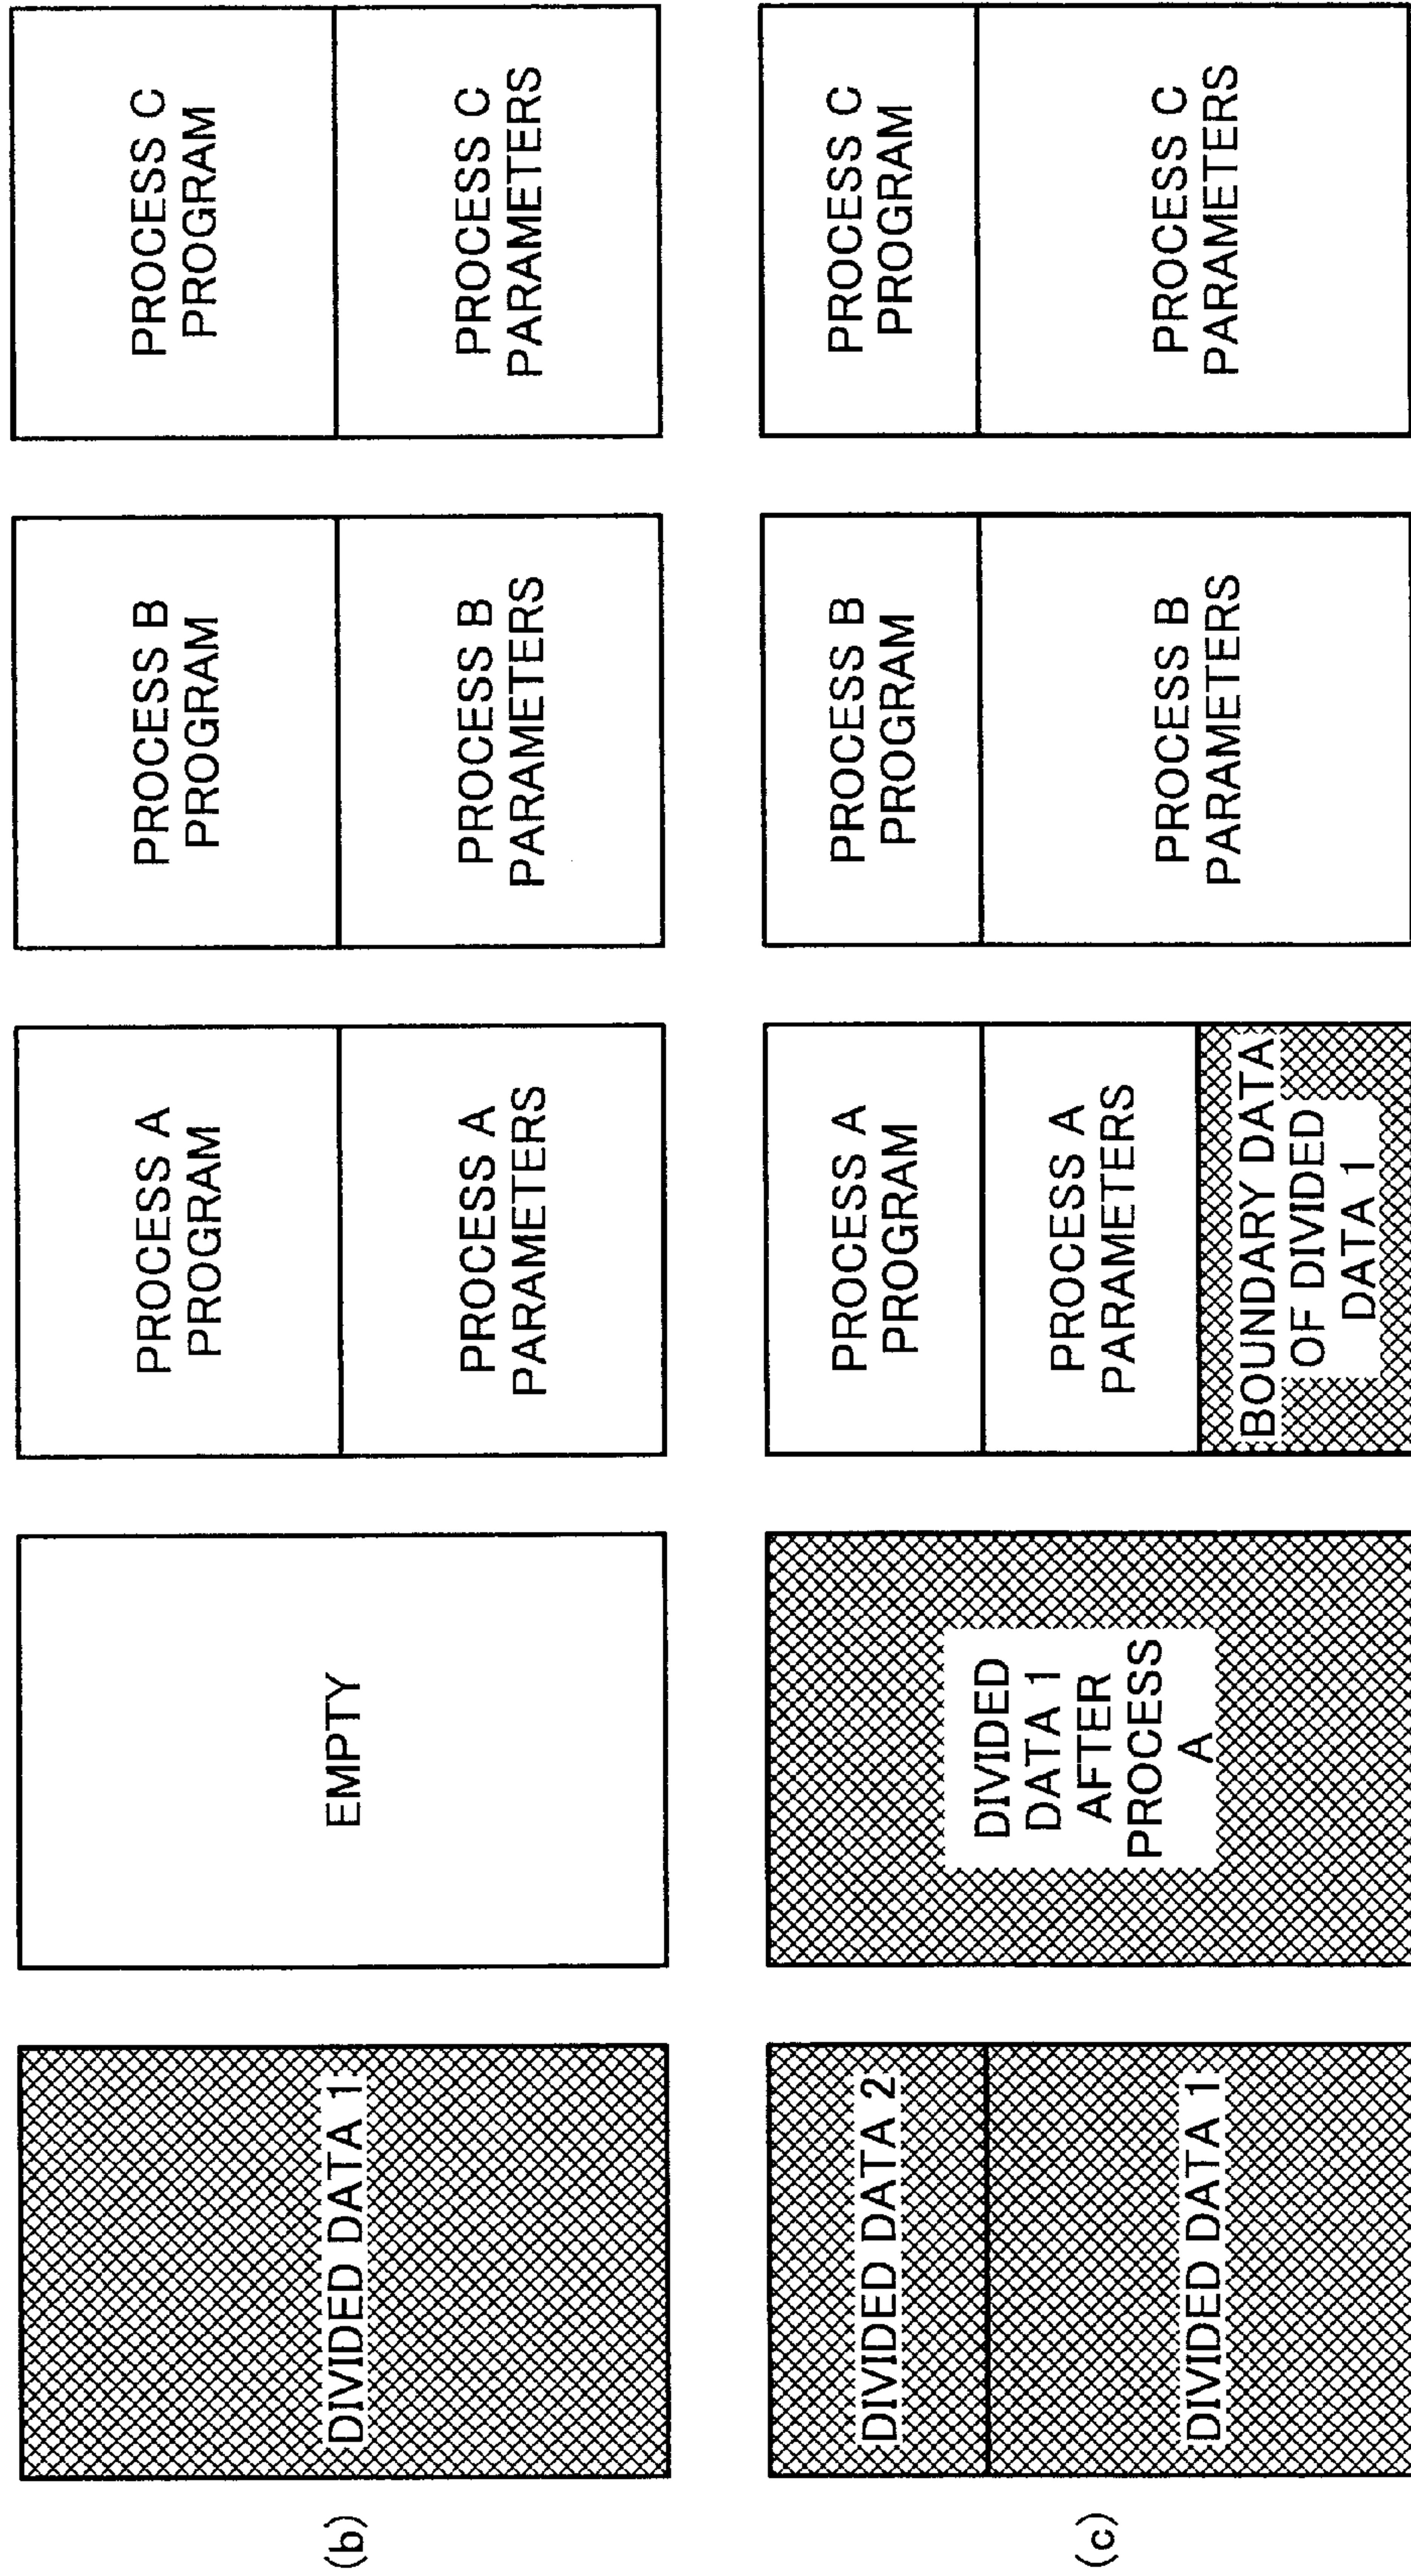 (b)
DIVIDED DATA 1
EMPTY
PROCESS A
PROGRAM
PROCESS A
PARAMETERS
PROCESS B
PROGRAM
PROCESS B
PARAMETERS
PROCESS C
PROGRAM
PROCESS C
PARAMETERS
(c)
DIVIDED DATA 2
DIVIDED DATA 1
DIVIDED
DATA 1
AFTER
PROCESS
A
PROCESS A
PROGRAM
PROCESS A
PARAMETERS
BOUNDARY DATA
OF DIVIDED
DATA 1
PROCESS B
PROGRAM
PROCESS B
PARAMETERS
PROCESS C
PROGRAM
PROCESS C
PARAMETERS